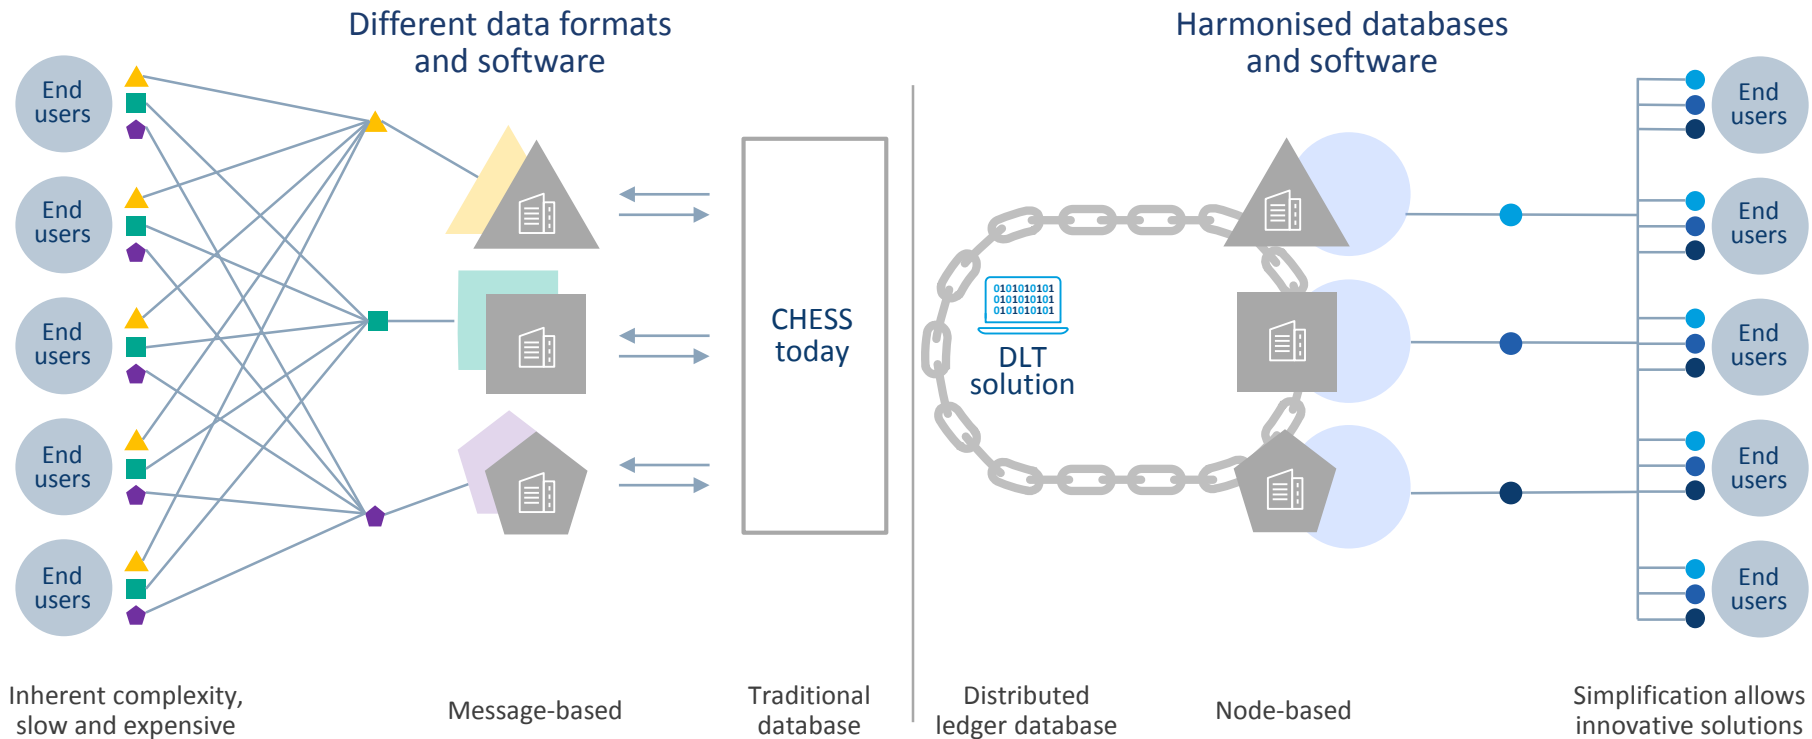 Different data formats
and software
Harmonised databases
and software
End
users
End
users
End
users
End
users
End
users
CHESS
today
0101010101
0101010101
0101010101
DLT
solution
End
users
End
users
End
users
End
users
End
users
Inherent complexity,
slow and expensive
Message-based
Traditional
database
Distributed
ledger database
Node-based
Simplification allows
innovative solutions